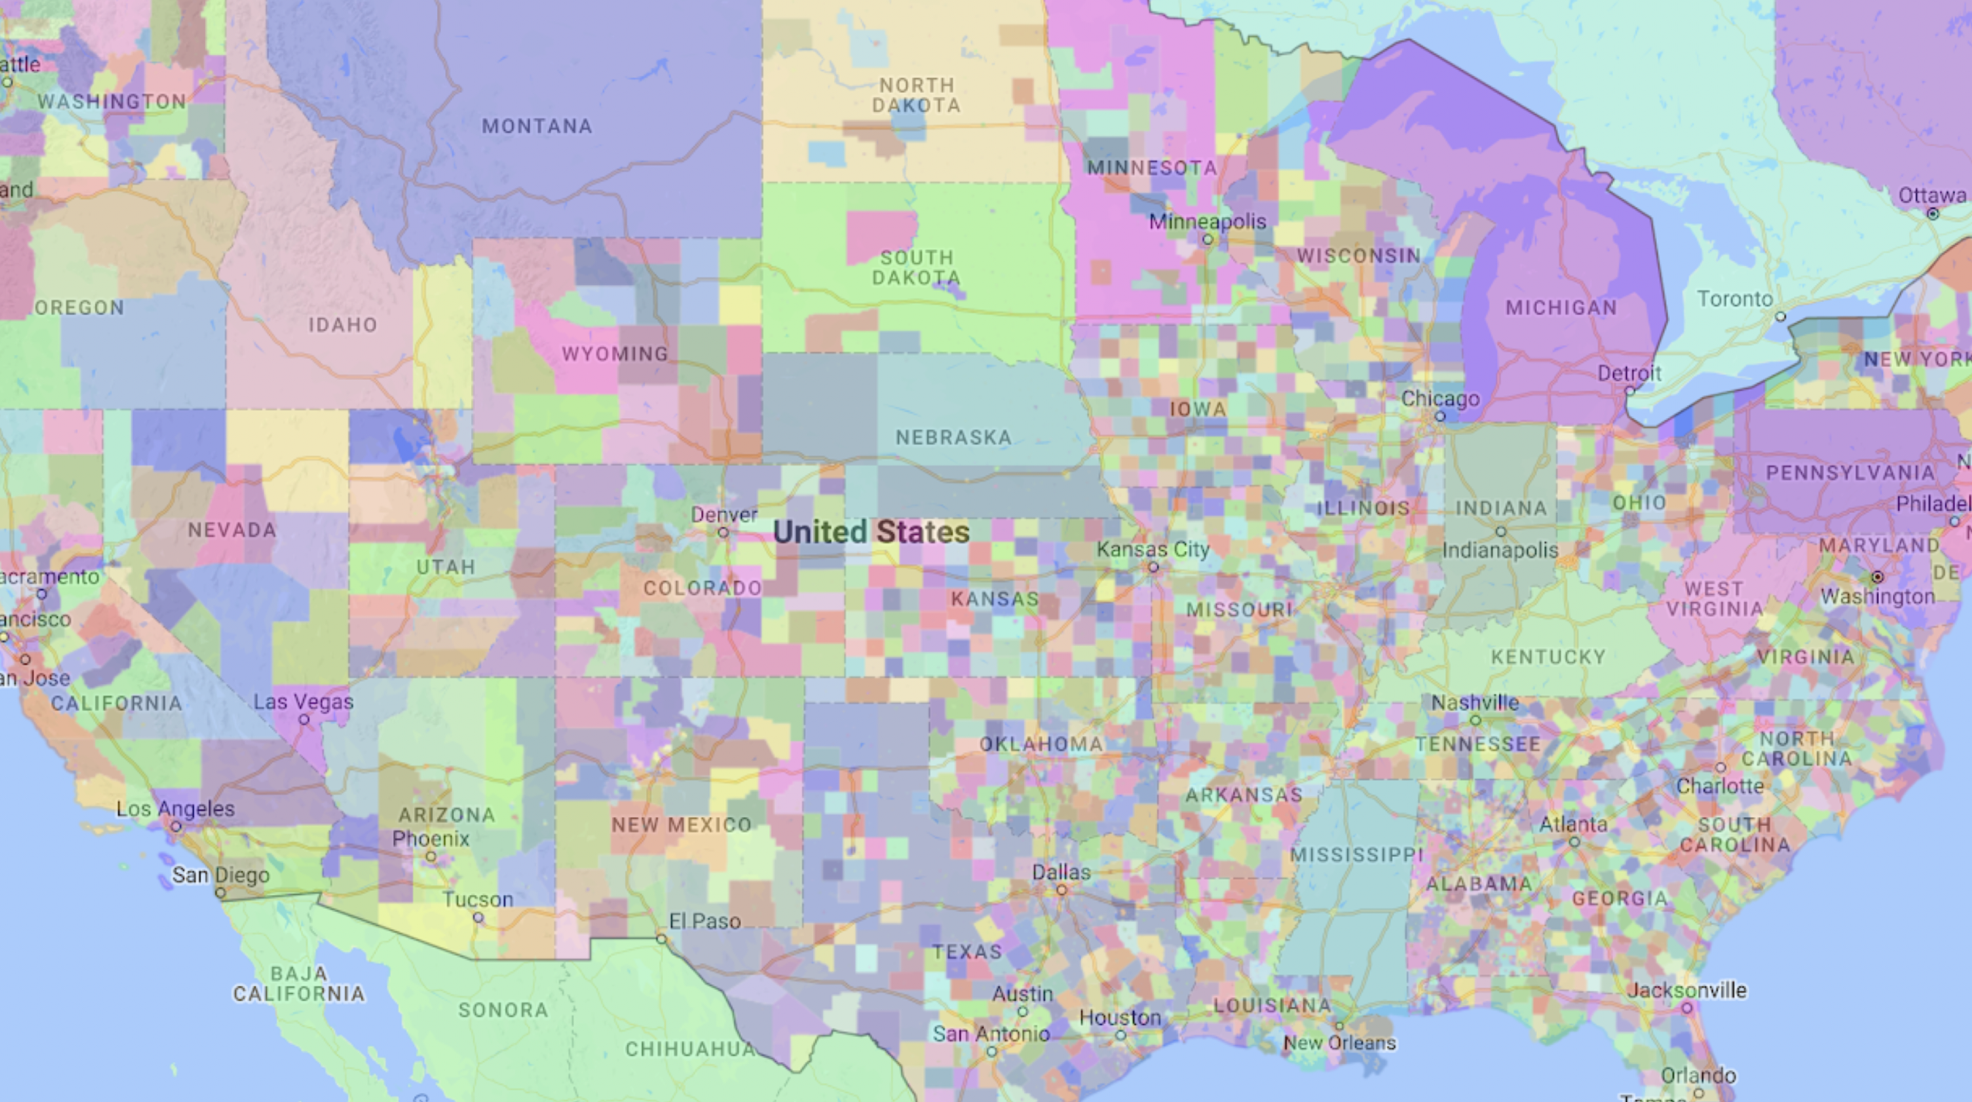 attle
WASHINGTON
MONTANA
NORTH
DAKOTA
MINNESOTA
Ottawa
and
Minneapolis
OREGON
IDAHO
SOUTH
DAKOTA
WISCONSIN
MICHIGAN
Toronto
WYOMING
Detroit
NEW YORK
Chicago
IOWA
NEBRASKA
PENNSYLVANIA
N
NEVADA
Denver
United States
ILLINOIS
INDIANA
OHIO
Philadel
N
UTAH
Kansas City
Indianapolis
MARYLAND
DE
acramento
COLORADO
KANSAS
MISSOURI
WEST
VIRGINIA
Washington
ancisco
an Jose
KENTUCKY
VIRGINIA
CALIFORNIA
Las Vegas
Nashville
TENNESSEE
OKLAHOMA
NORTH
CAROLINA
Los Angeles
ARIZONA
Phoenix
NEW MEXICO
ARKANSAS
Charlotte
Atlanta
SOUTH
CAROLINA
San Diego
Tucson
Dallas
MISSISSIPPI
ALABAMA
GEORGIA
El Paso
TEXAS
BAJA
CALIFORNIA
SONORA
Austin
Houston
LOUISIANA
Jacksonville
San Antonio
New Orleans
CHIHUAHUA
Orlando